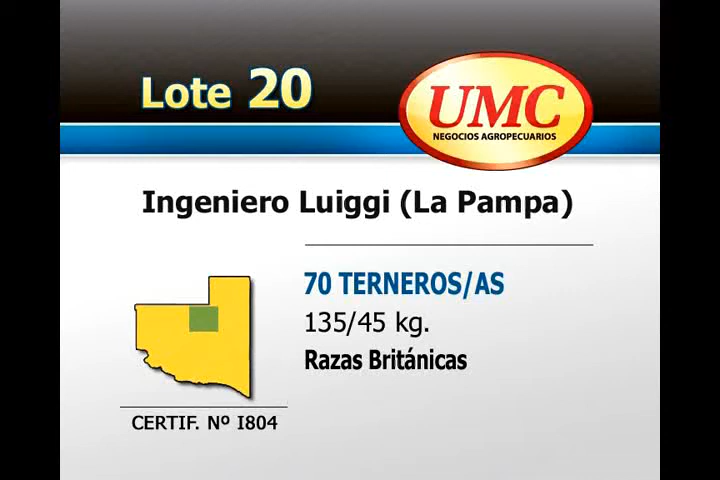 Lote 20
UMC
NEGOCIOS AGROPECUARIOS
Ingeniero Luiggi (La Pampa)
70 TERNEROS/AS
135/45 kg.
Razas Británicas
CERTIF. Nº I804